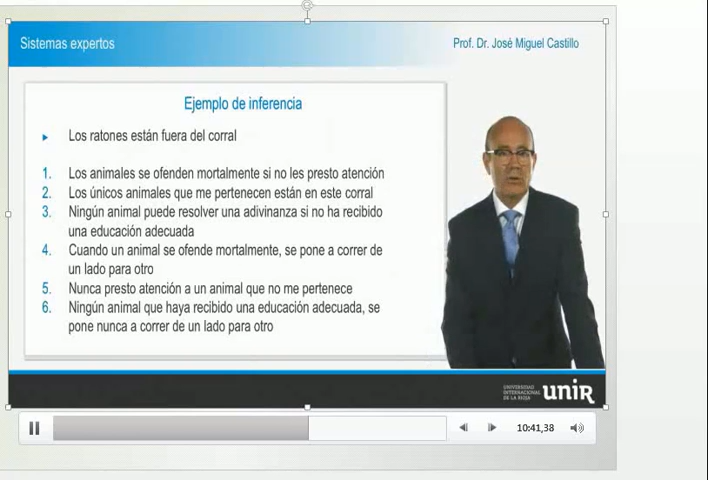 Sistemas expertos
Prof. Dr. José Miguel Castillo
Ejemplo de inferencia
Los ratones están fuera del corral
1. Los animales se ofenden mortalmente si no les presto atención
2. Los únicos animales que me pertenecen están en este corral
3. Ningún animal puede resolver una adivinanza si no ha recibido
una educación adecuada
4. Cuando un animal se ofende mortalmente, se pone a correr de
un lado para otro
5. Nunca presto atención a un animal que no me pertenece
6. Ningún animal que haya recibido una educación adecuada, se
pone nunca a correr de un lado para otro
UNIVERSIDAD
INTERNACIONAL
DE LA RIOJA
unir
10:41,38